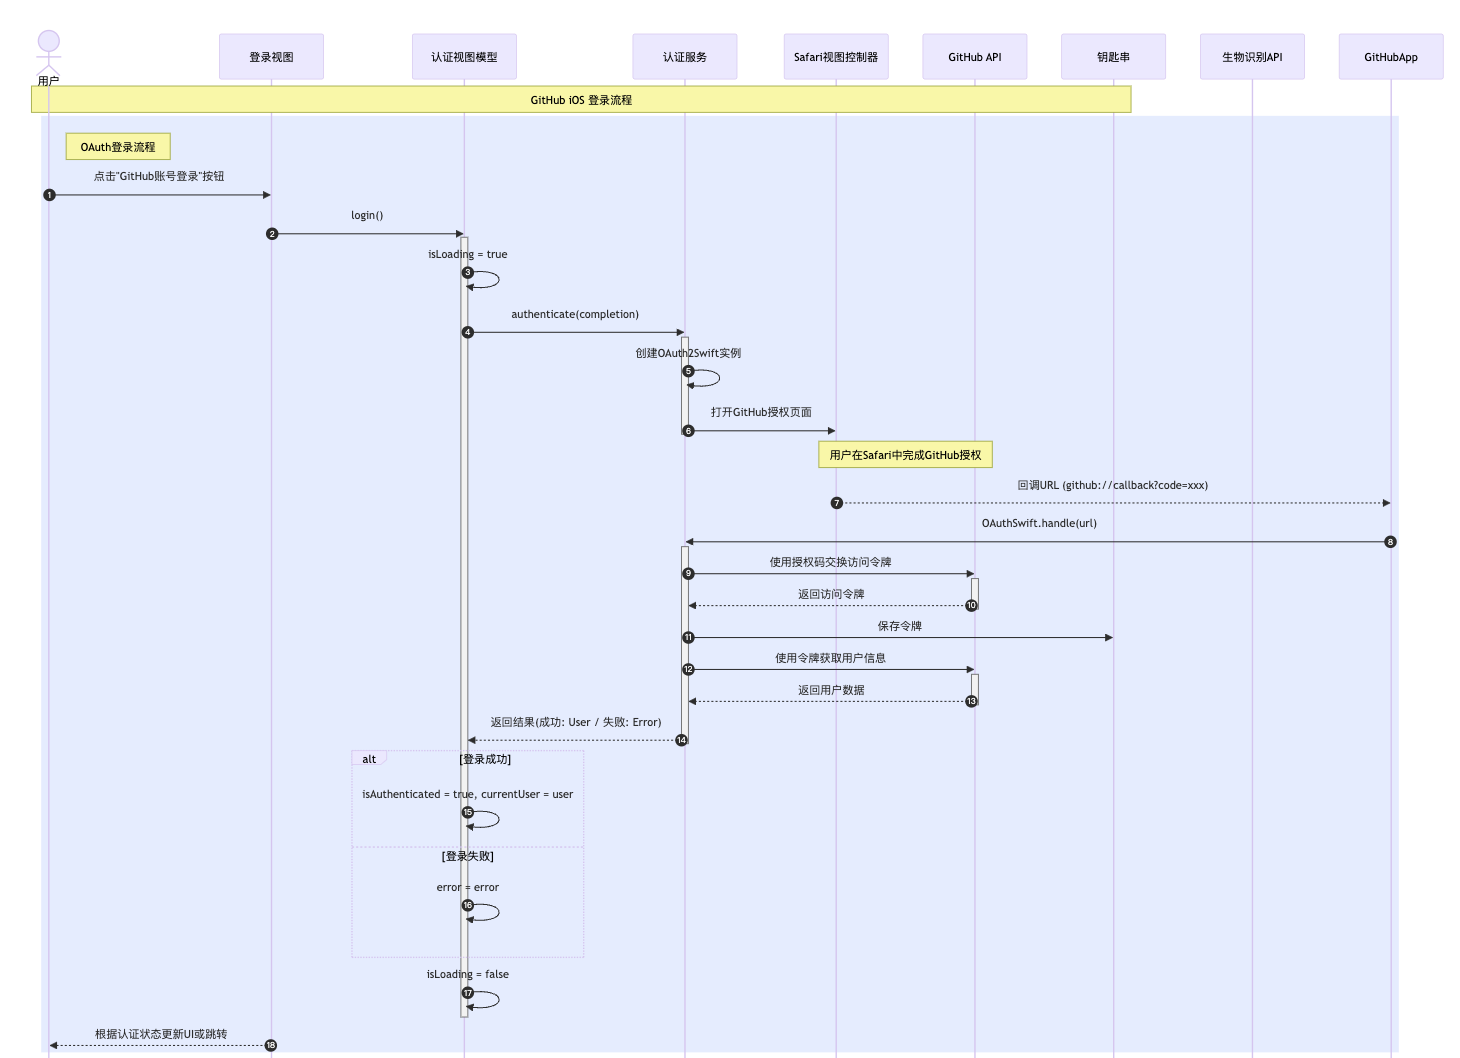 用户
登录视图
认证视图模型
认证服务
Safari视图控制器
GitHub API
钥匙串
生物识别API
GitHubApp
GitHub iOS 登录流程
OAuth登录流程
点击"GitHub账号登录"按钮
1
login()
2
isLoading = true
3
authenticate(completion)
4
创建OAuth2Swift实例
5
打开GitHub授权页面
6
用户在Safari中完成GitHub授权
回调URL (github://callback?code=xxx)
7
OAuthSwift.handle(url)
8
使用授权码交换访问令牌
9
返回访问令牌
10
保存令牌
11
使用令牌获取用户信息
12
返回用户数据
13
返回结果(成功: User / 失败: Error)
14
alt
[登录成功]
isAuthenticated = true, currentUser = user
15
[登录失败]
error = error
16
isLoading = false
17
根据认证状态更新UI或跳转
18